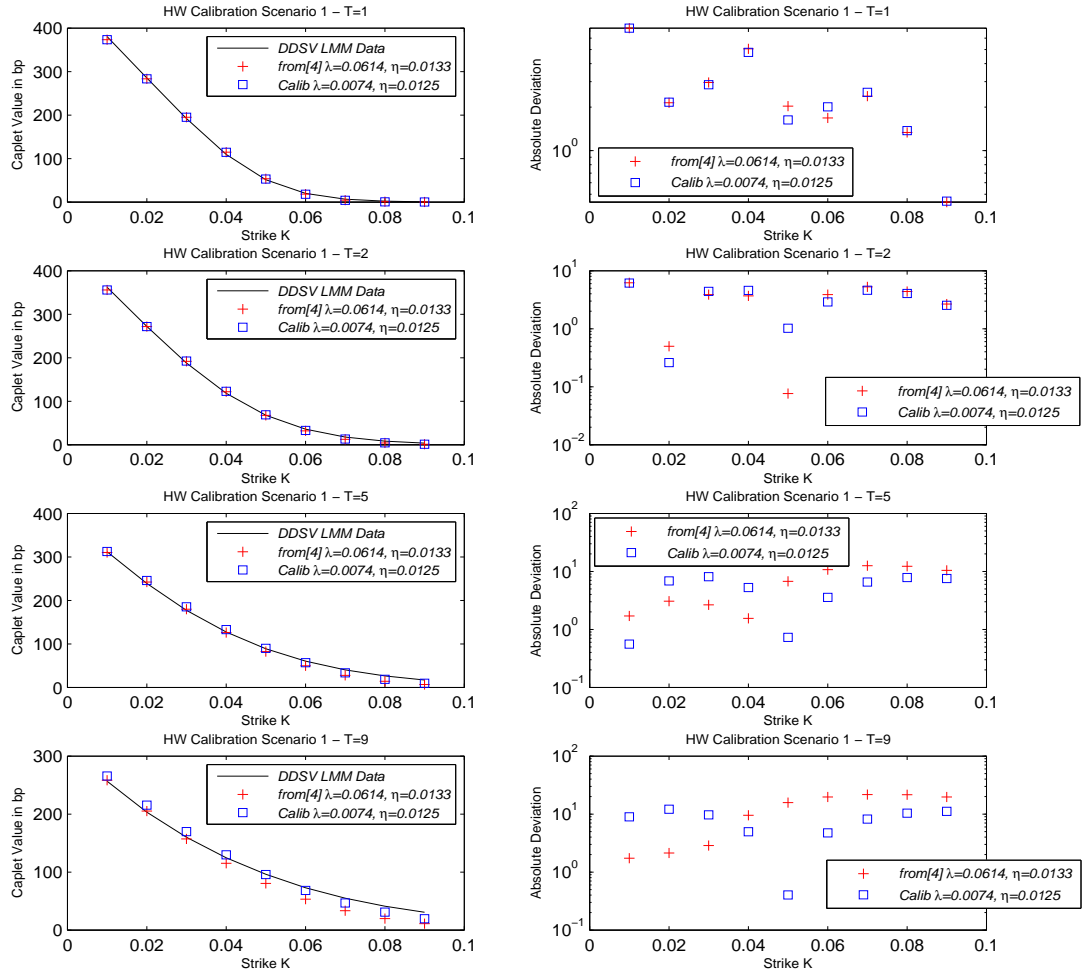 HW Calibration Scenario 1 – T=1
Caplet Value in bp
400
300
200
100
0
DDSV LMM Data
from[4] λ=0.0614, η=0.0133
Calib λ=0.0074, η=0.0125
0 0.02 0.04 0.06 0.08 0.1
Strike K
HW Calibration Scenario 1 – T=1
Absolute Deviation
10^0
from[4] λ=0.0614, η=0.0133
Calib λ=0.0074, η=0.0125
0 0.02 0.04 0.06 0.08 0.1
Strike K
HW Calibration Scenario 1 – T=2
Caplet Value in bp
400
300
200
100
0
DDSV LMM Data
from[4] λ=0.0614, η=0.0133
Calib λ=0.0074, η=0.0125
0 0.02 0.04 0.06 0.08 0.1
Strike K
HW Calibration Scenario 1 – T=2
Absolute Deviation
10^1
10^0
10^−1
10^−2
from[4] λ=0.0614, η=0.0133
Calib λ=0.0074, η=0.0125
0 0.02 0.04 0.06 0.08 0.1
Strike K
HW Calibration Scenario 1 – T=5
Caplet Value in bp
400
300
200
100
0
DDSV LMM Data
from[4] λ=0.0614, η=0.0133
Calib λ=0.0074, η=0.0125
0 0.02 0.04 0.06 0.08 0.1
Strike K
HW Calibration Scenario 1 – T=5
Absolute Deviation
10^2
10^1
10^0
10^−1
from[4] λ=0.0614, η=0.0133
Calib λ=0.0074, η=0.0125
0 0.02 0.04 0.06 0.08 0.1
Strike K
HW Calibration Scenario 1 – T=9
Caplet Value in bp
300
200
100
0
DDSV LMM Data
from[4] λ=0.0614, η=0.0133
Calib λ=0.0074, η=0.0125
0 0.02 0.04 0.06 0.08 0.1
Strike K
HW Calibration Scenario 1 – T=9
Absolute Deviation
10^2
10^1
10^0
10^−1
from[4] λ=0.0614, η=0.0133
Calib λ=0.0074, η=0.0125
0 0.02 0.04 0.06 0.08 0.1
Strike K